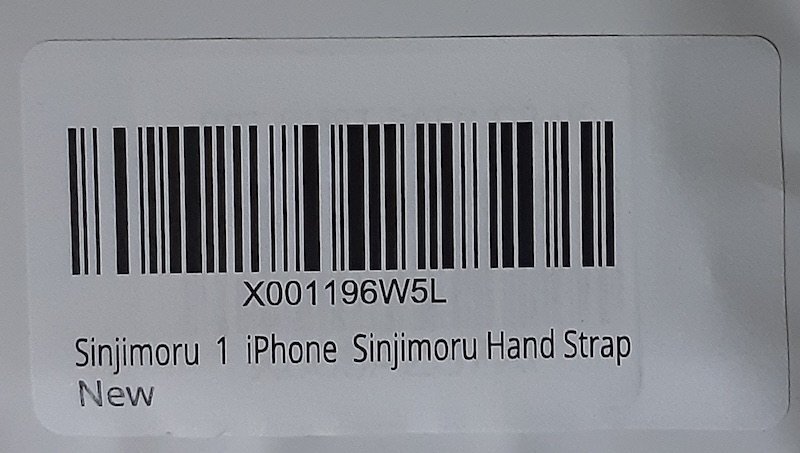 X001196W5L
Sinjimoru 1 iPhone Sinjimoru Hand Strap
New